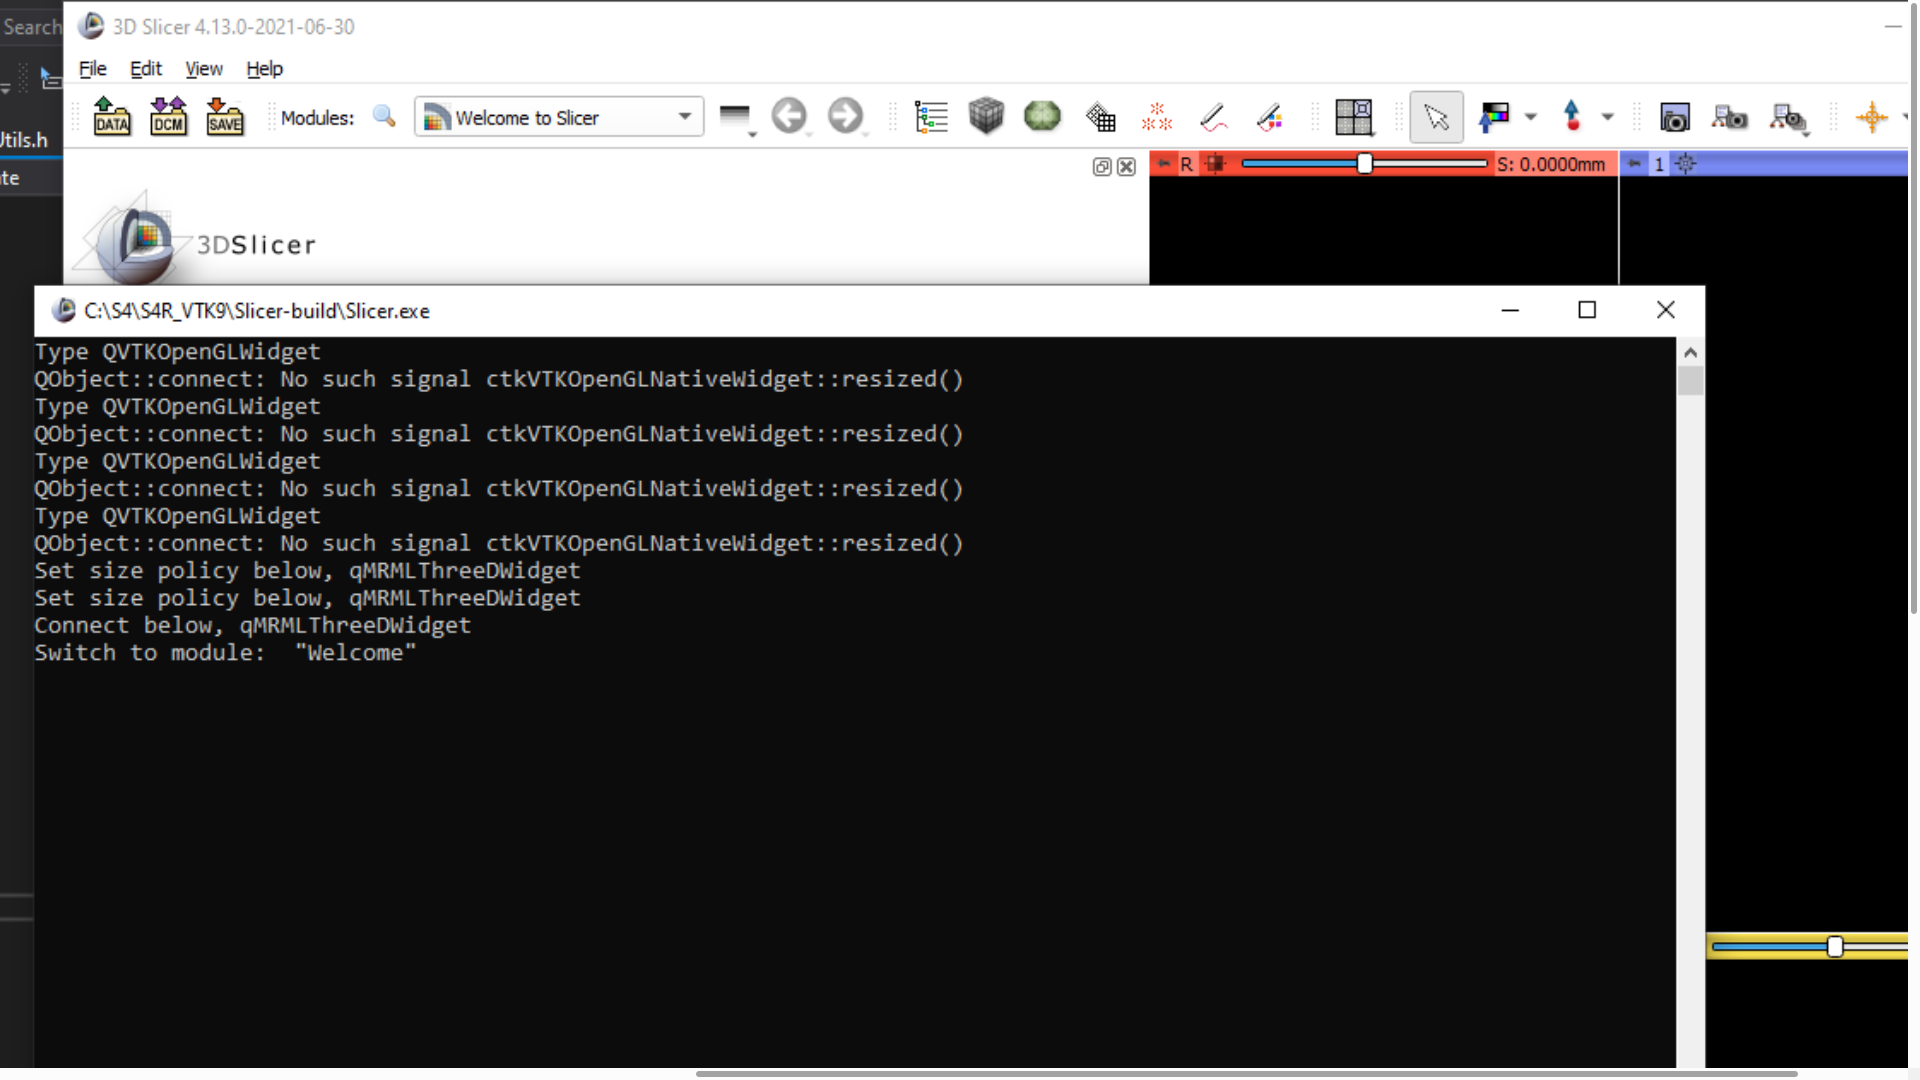 Search
3D Slicer 4.13.0-2021-06-30
File Edit View Help
DATA DCM SAVE Modules: Welcome to Slicer
Utils.h
R S: 0.0000mm 1
te
3DSlicer
C:\S4\S4R_VTK9\Slicer-build\Slicer.exe
Type QVTKOpenGLWidget
QObject::connect: No such signal ctkVTKOpenGLNativeWidget::resized()
Type QVTKOpenGLWidget
QObject::connect: No such signal ctkVTKOpenGLNativeWidget::resized()
Type QVTKOpenGLWidget
QObject::connect: No such signal ctkVTKOpenGLNativeWidget::resized()
Type QVTKOpenGLWidget
QObject::connect: No such signal ctkVTKOpenGLNativeWidget::resized()
Set size policy below, qMRMLThreeDWidget
Set size policy below, qMRMLThreeDWidget
Connect below, qMRMLThreeDWidget
Switch to module:  "Welcome"